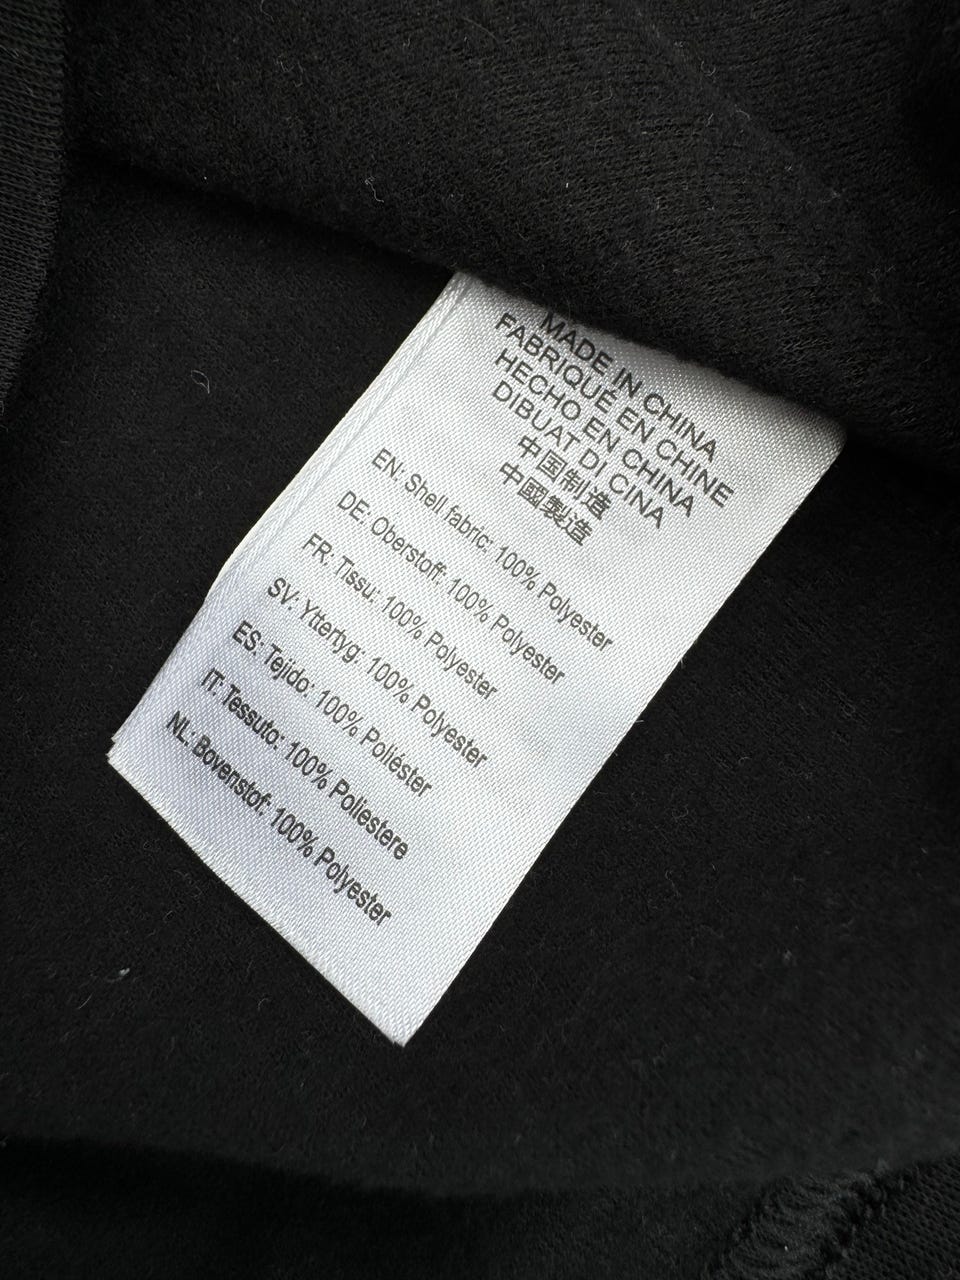 MADE IN CHINA
FABRIQUÉ EN CHINE
HECHO EN CHINA
DIBUAT DI CINA
中国制造
中國製造
EN: Shell fabric: 100% Polyester
DE: Oberstoff: 100% Polyester
FR: Tissu: 100% Polyester
SV: Yttertyg: 100% Polyester
ES: Tejido: 100% Poliéster
IT: Tessuto: 100% Poliestere
NL: Bovenstof: 100% Polyester